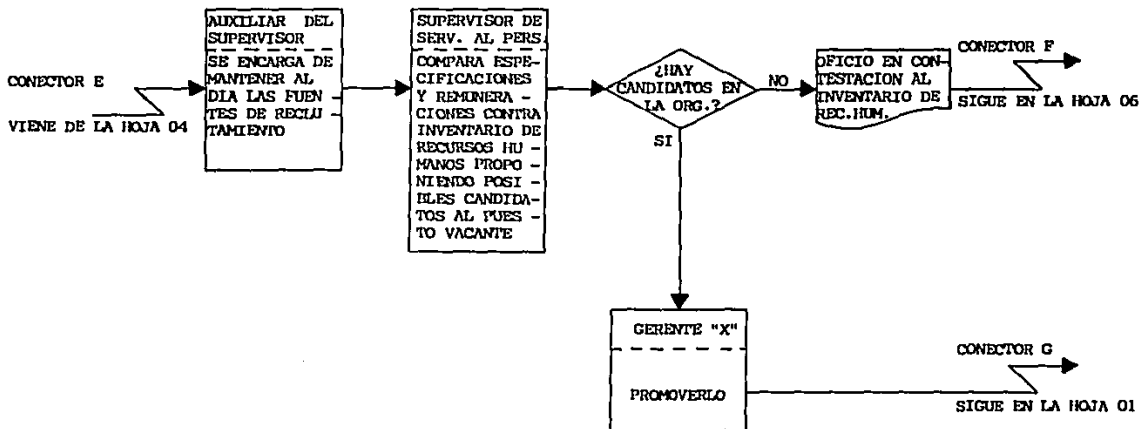 CONECTOR E
VIENE DE LA HOJA 04
AUXILIAR DEL
SUPERVISOR
SE ENCARGA DE
MANTENER AL
DIA LAS FUEN
TES DE RECLU -
TAMIENTO
SUPERVISOR DE
SERV. AL PERS.
COMPARA ESPE-
CIFICACIONES
Y REMUNERA -
CIONES CONTRA
INVENTARIO DE
RECURSOS HU -
MANOS PROPO -
NIENDO POSI -
BLES CANDIDA-
TOS AL PUES -
TO VACANTE
¿HAY
CANDIDATOS EN
LA ORG.?
NO
SI
OFICIO EN CON-
TESTACION AL
INVENTARIO DE
REC.HUM.
CONECTOR F
SIGUE EN LA HOJA 06
GERENTE "X"
PROMOVERLO
CONECTOR G
SIGUE EN LA HOJA 01